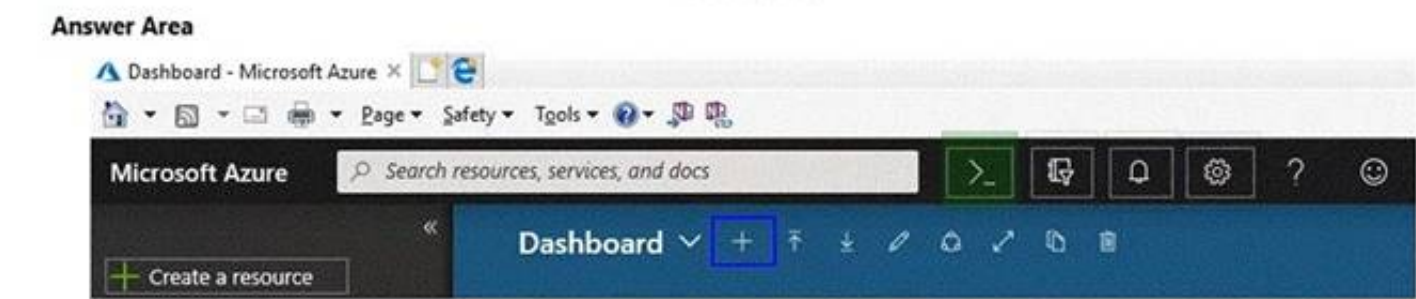 Answer Area
Dashboard - Microsoft Azure ×
Page Safety Tools
Microsoft Azure Search resources, services, and docs >_ ?
« Dashboard +
+ Create a resource